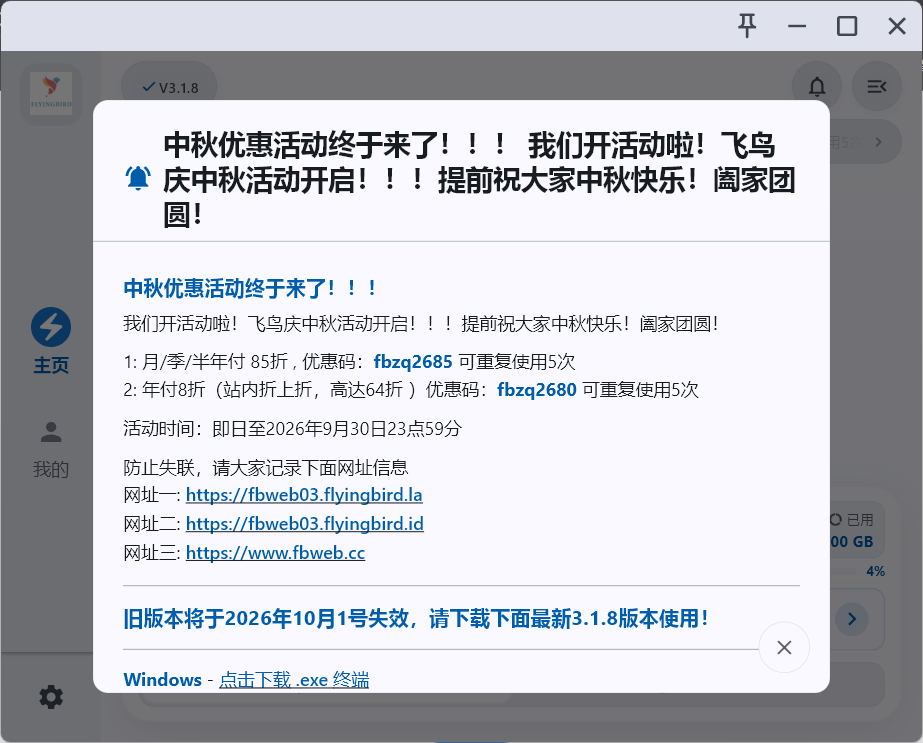 FLYINGBIRD
V3.1.8
中秋优惠活动终于来了！！！ 我们开活动啦！飞鸟
庆中秋活动开启！！！提前祝大家中秋快乐！阖家团
圆！
中秋优惠活动终于来了！！！
我们开活动啦！飞鸟庆中秋活动开启！！！提前祝大家中秋快乐！阖家团圆！
1: 月/季/半年付 85折 , 优惠码：fbzq2685 可重复使用5次
2: 年付8折（站内折上折，高达64折 ）优惠码：fbzq2680 可重复使用5次
活动时间：即日至2026年9月30日23点59分
防止失联，请大家记录下面网址信息
网址一: https://fbweb03.flyingbird.la
网址二: https://fbweb03.flyingbird.id
网址三: https://www.fbweb.cc
旧版本将于2026年10月1号失效，请下载下面最新3.1.8版本使用！
Windows - 点击下载 .exe 终端
主页
我的
用5次
已用
00 GB
4%